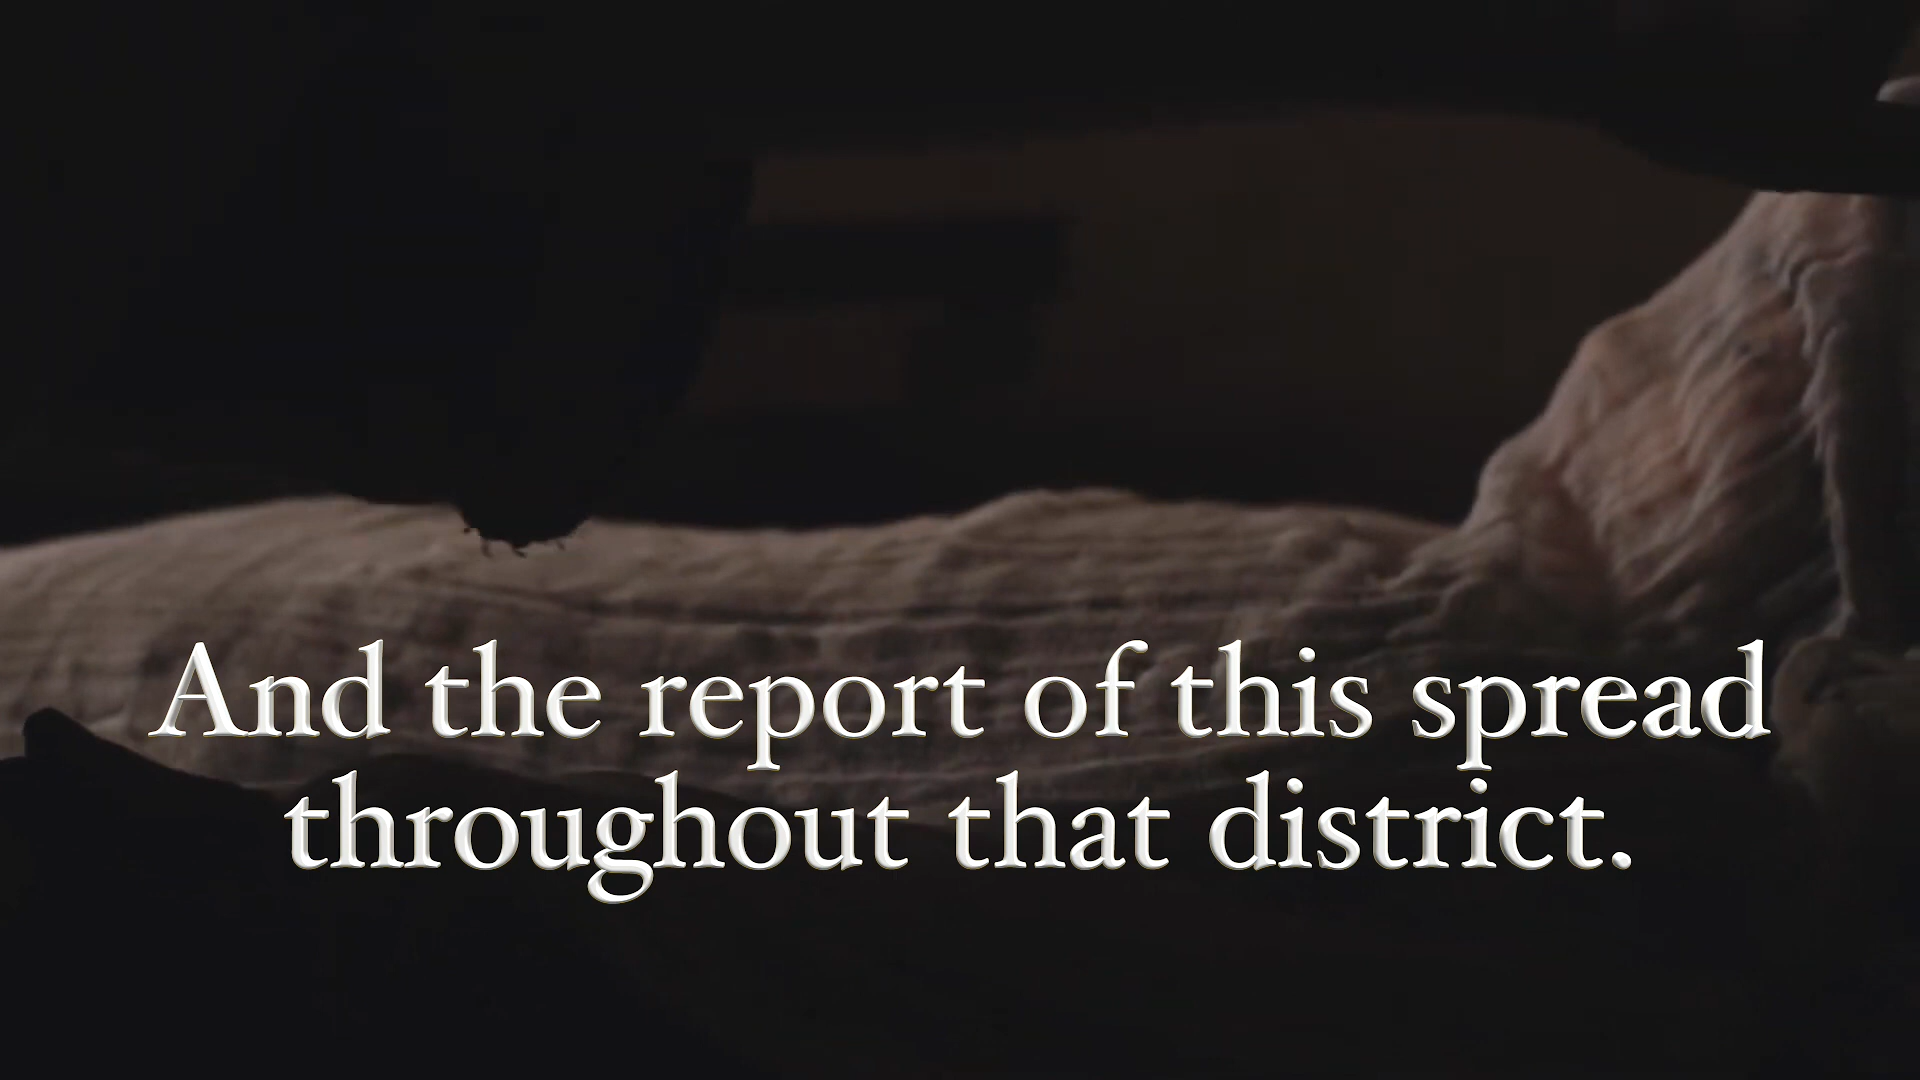 And the report of this spread
throughout that district.